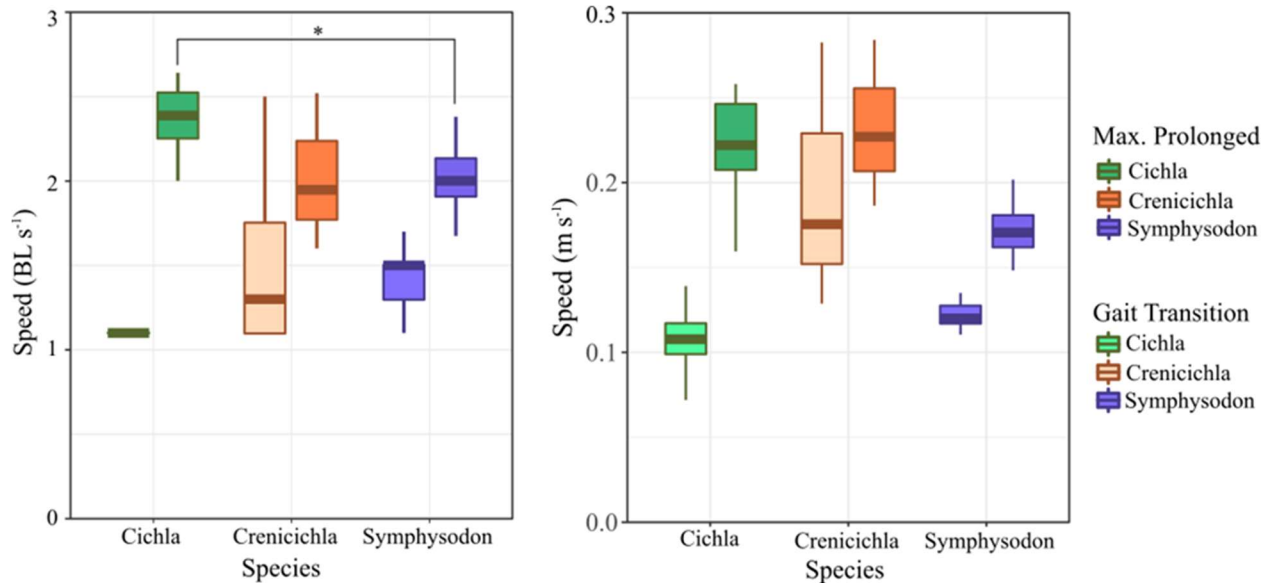 3
2
1
0
Speed (BL s⁻¹)
*
Cichla
Crenicichla
Symphysodon
Species
0.3
0.2
0.1
0.0
Speed (m s⁻¹)
Cichla
Crenicichla
Symphysodon
Species
Max. Prolonged
Cichla
Crenicichla
Symphysodon
Gait Transition
Cichla
Crenicichla
Symphysodon